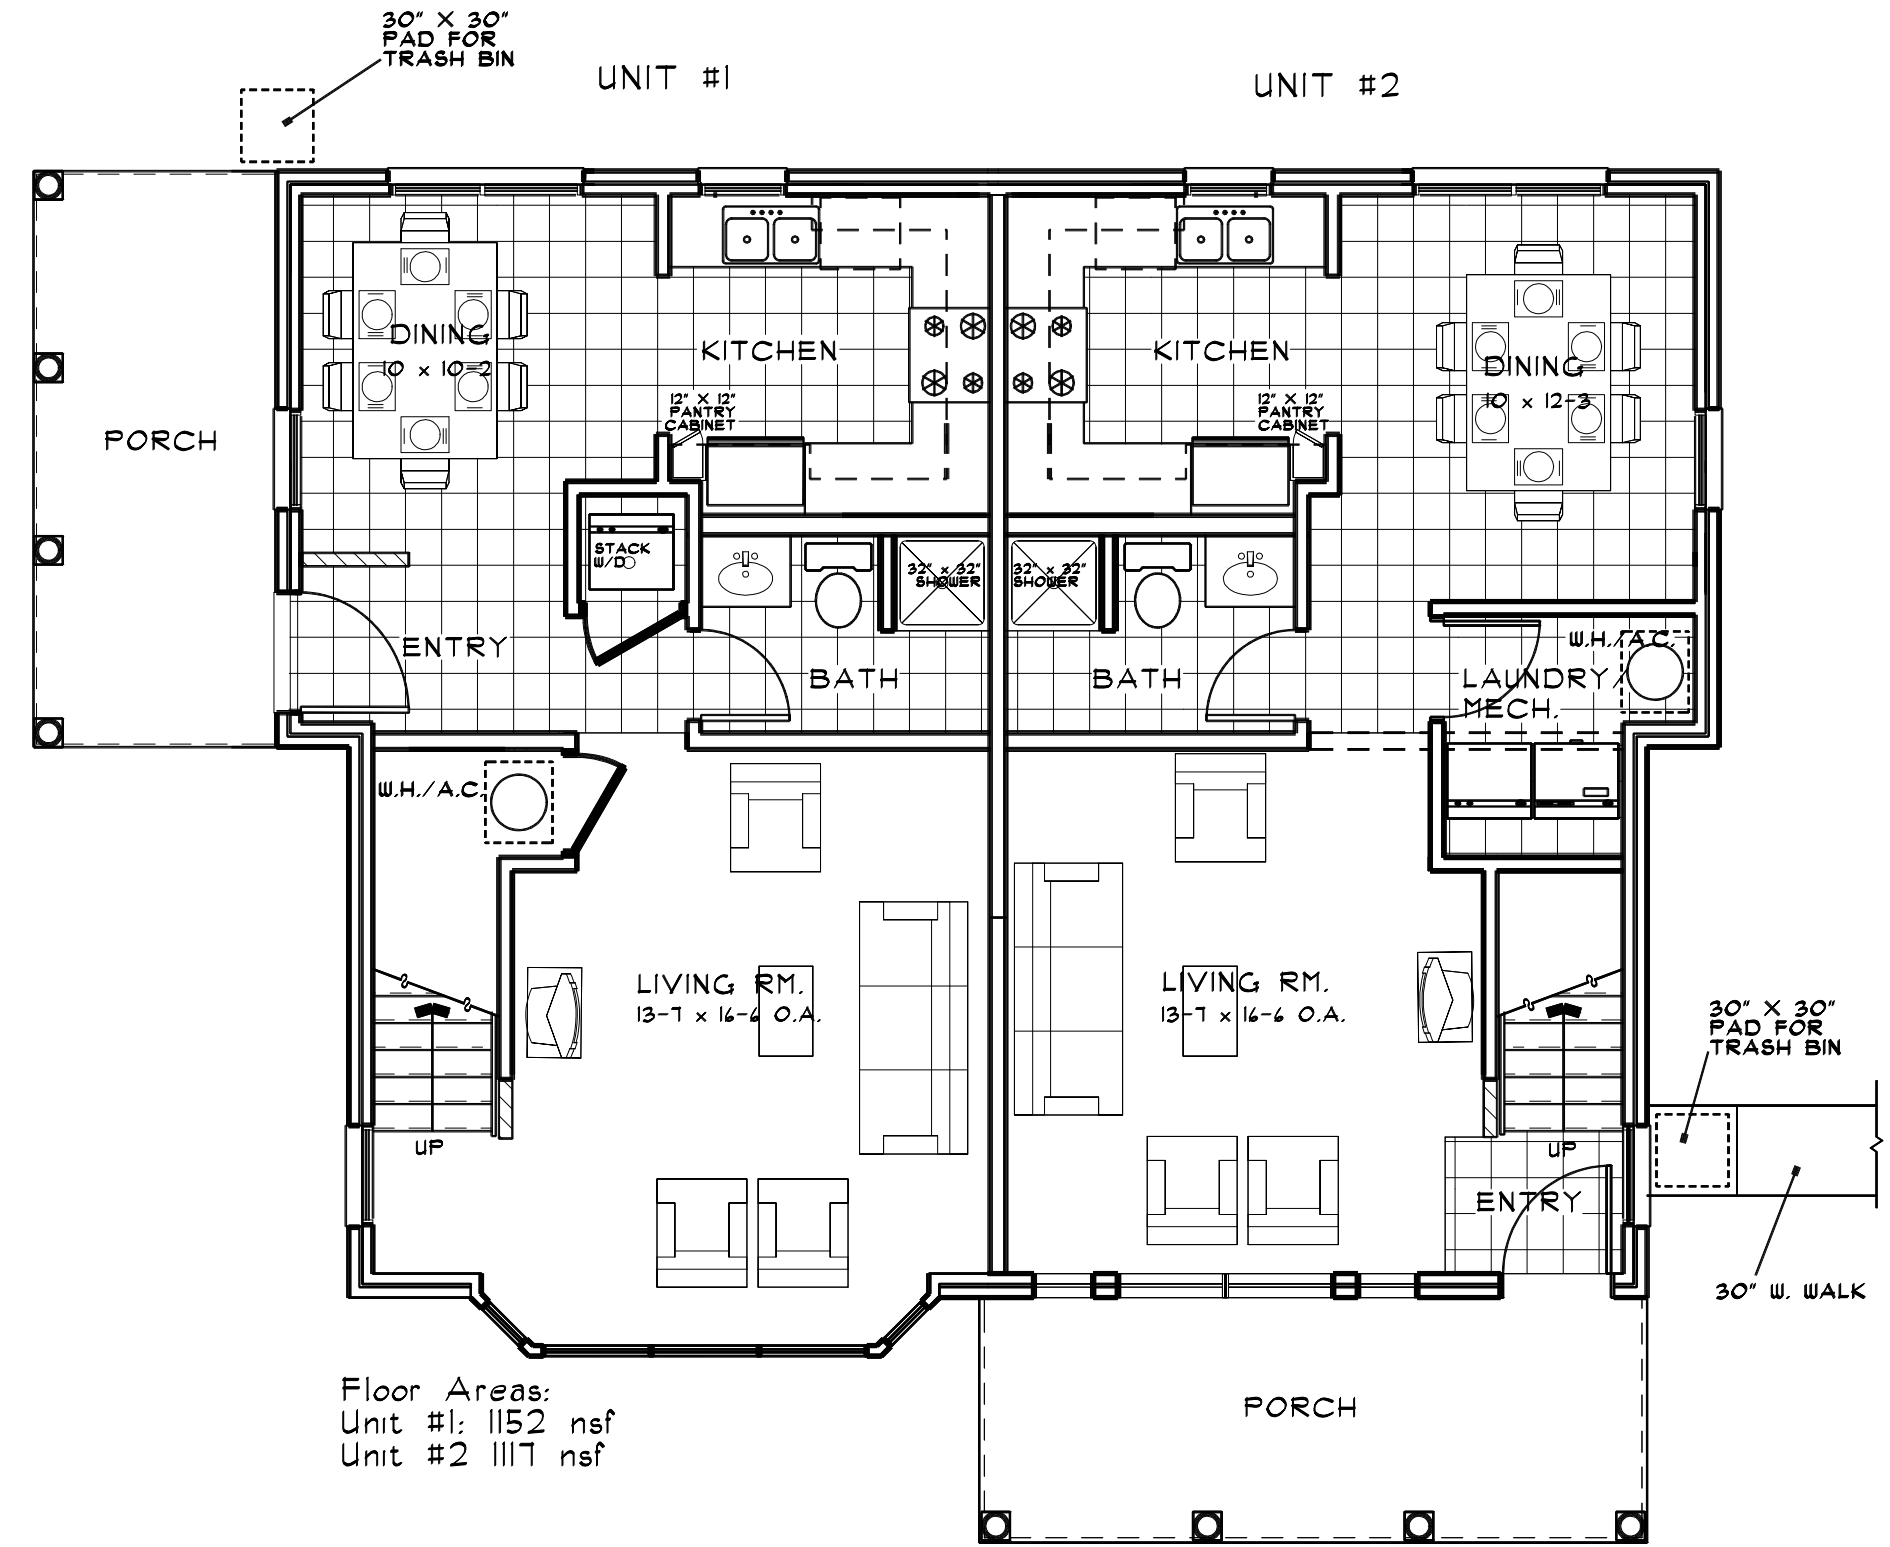 30" X 30"
PAD FOR
TRASH BIN
UNIT #1
UNIT #2
DINING
10 x 10-2
KITCHEN
KITCHEN
DINING
10 x 12-3
12" X 12"
PANTRY
CABINET
12" X 12"
PANTRY
CABINET
PORCH
STACK
W/D
32" x 32"
SHOWER
32" x 32"
SHOWER
ENTRY
BATH
BATH
W.H./A.C.
LAUNDRY/
MECH.
W.H./A.C.
LIVING RM.
13-7 x 16-6 O.A.
LIVING RM.
13-7 x 16-6 O.A.
30" X 30"
PAD FOR
TRASH BIN
UP
UP
ENTRY
30" W. WALK
Floor Areas:
Unit #1: 1152 nsf
Unit #2 1117 nsf
PORCH